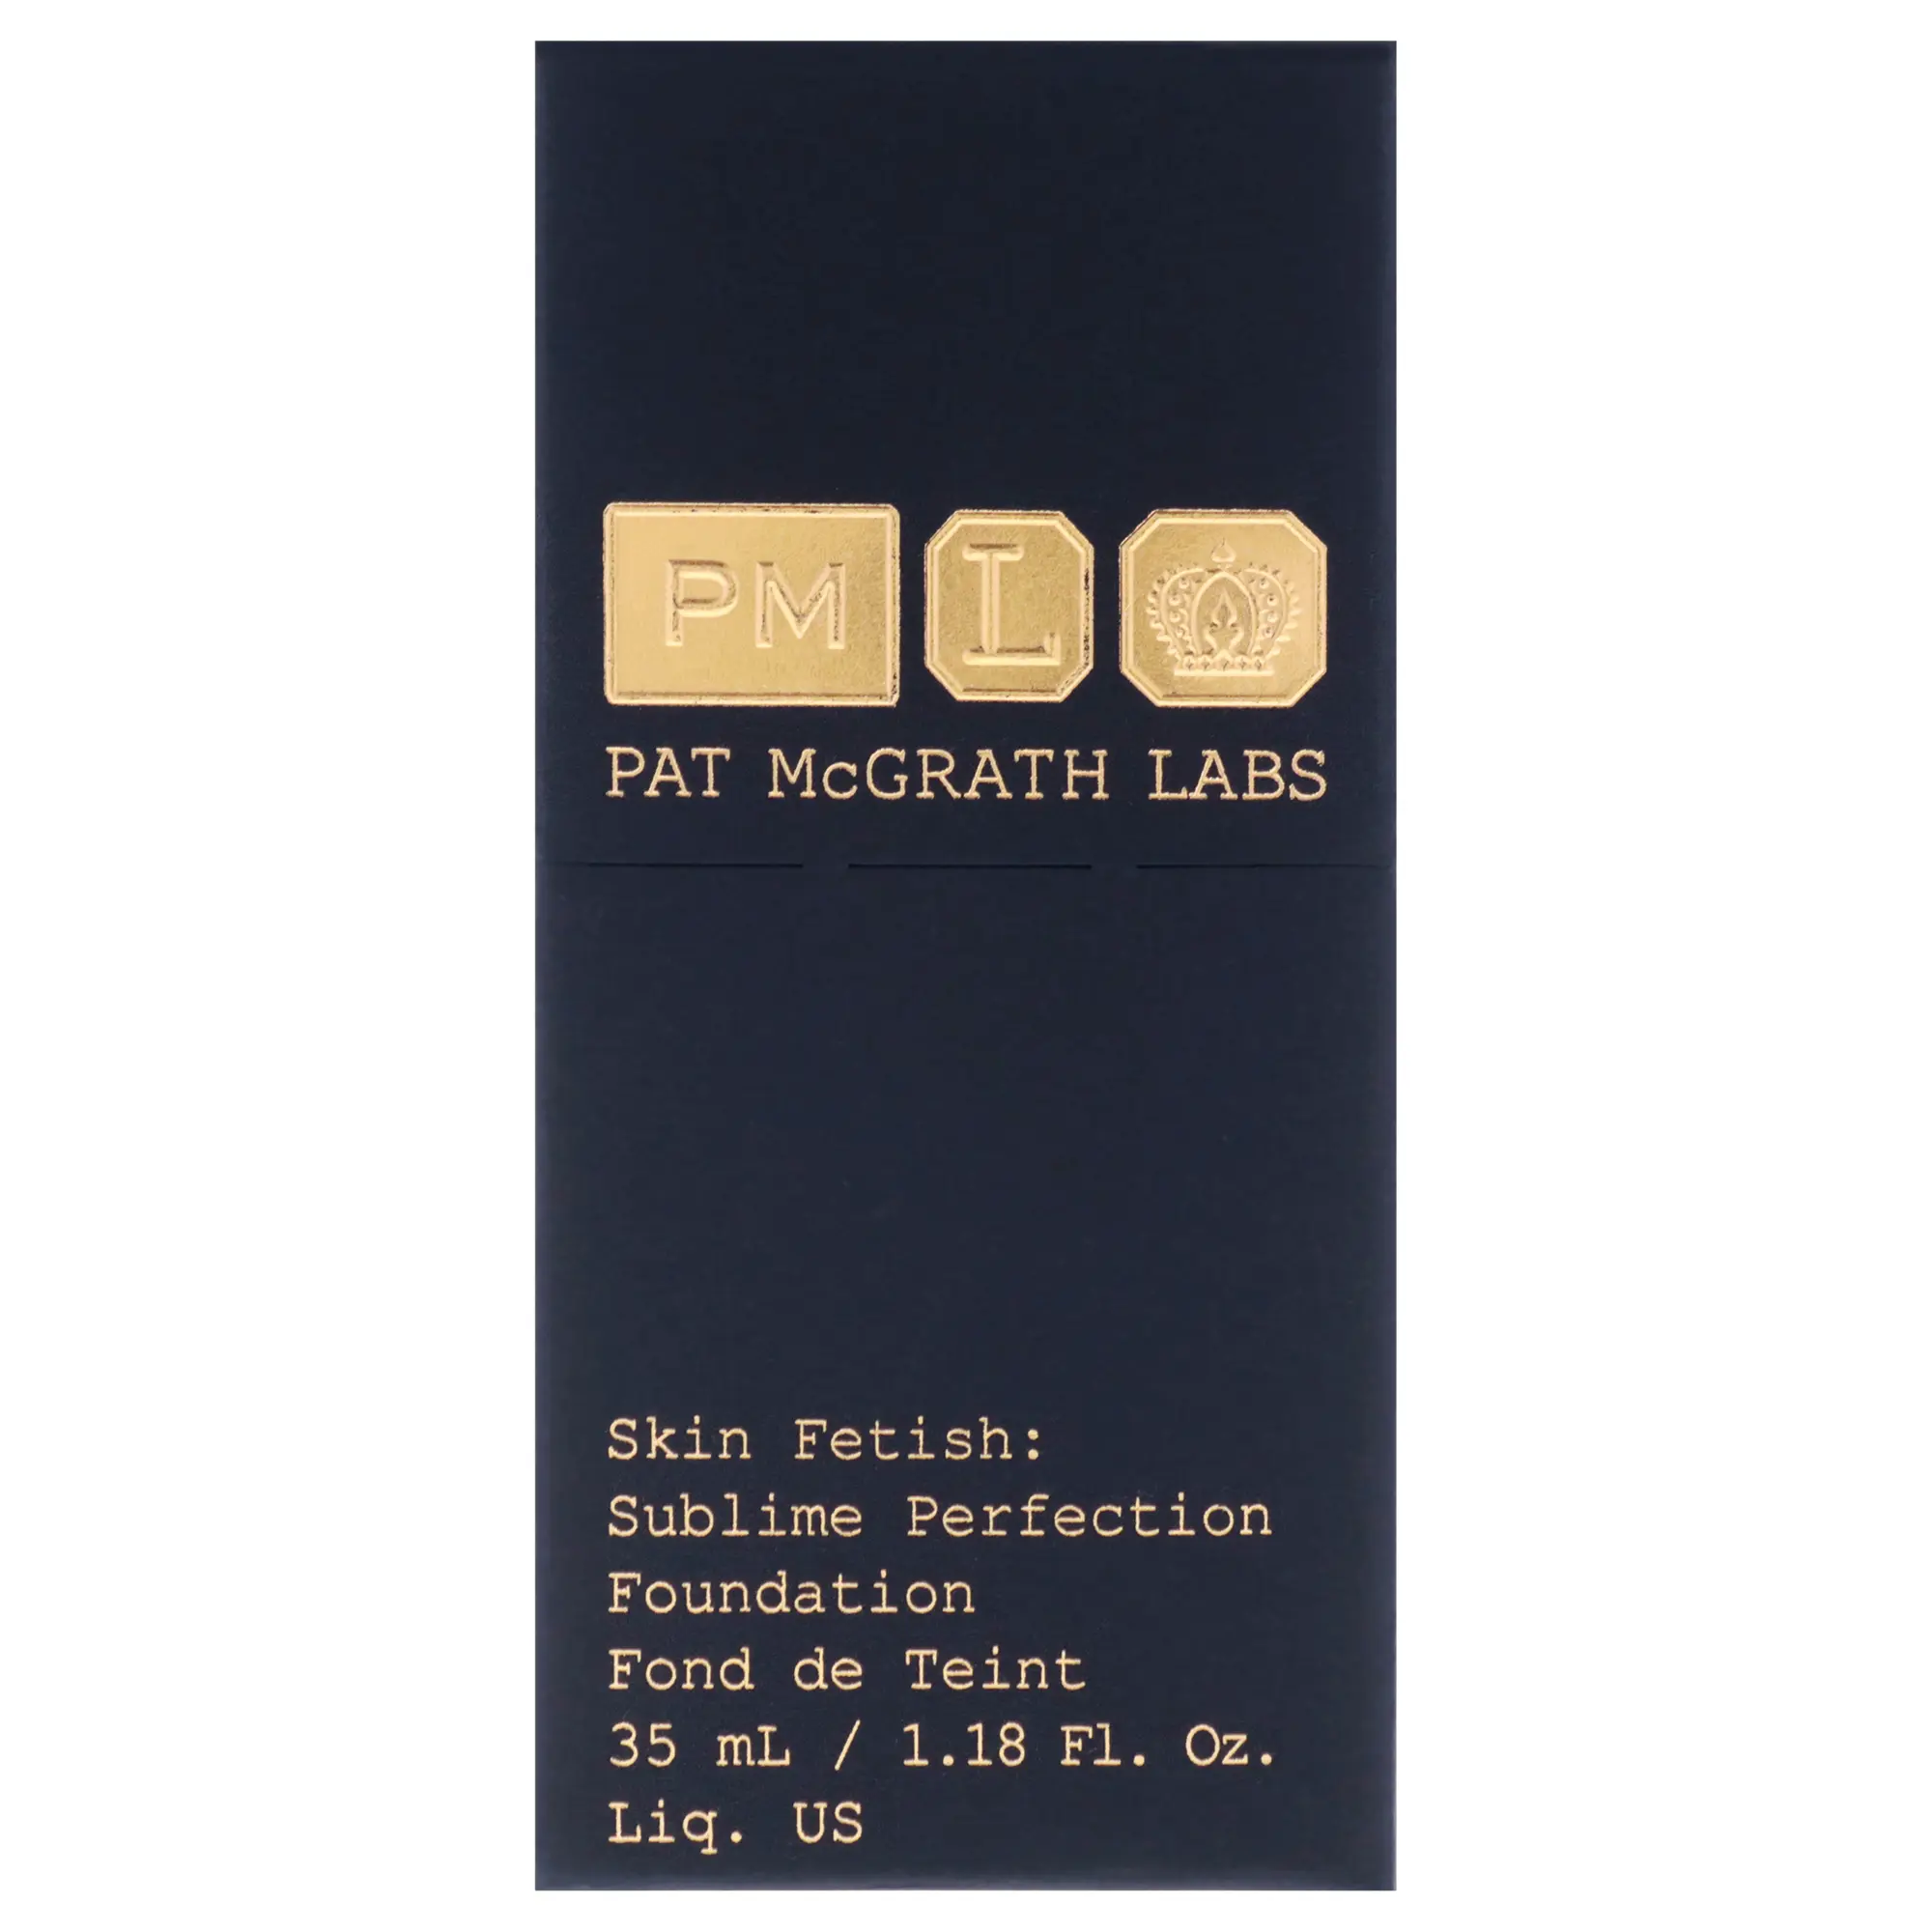 PM L
PAT McGRATH LABS
Skin Fetish:
Sublime Perfection
Foundation
Fond de Teint
35 mL / 1.18 Fl. Oz.
Liq. US